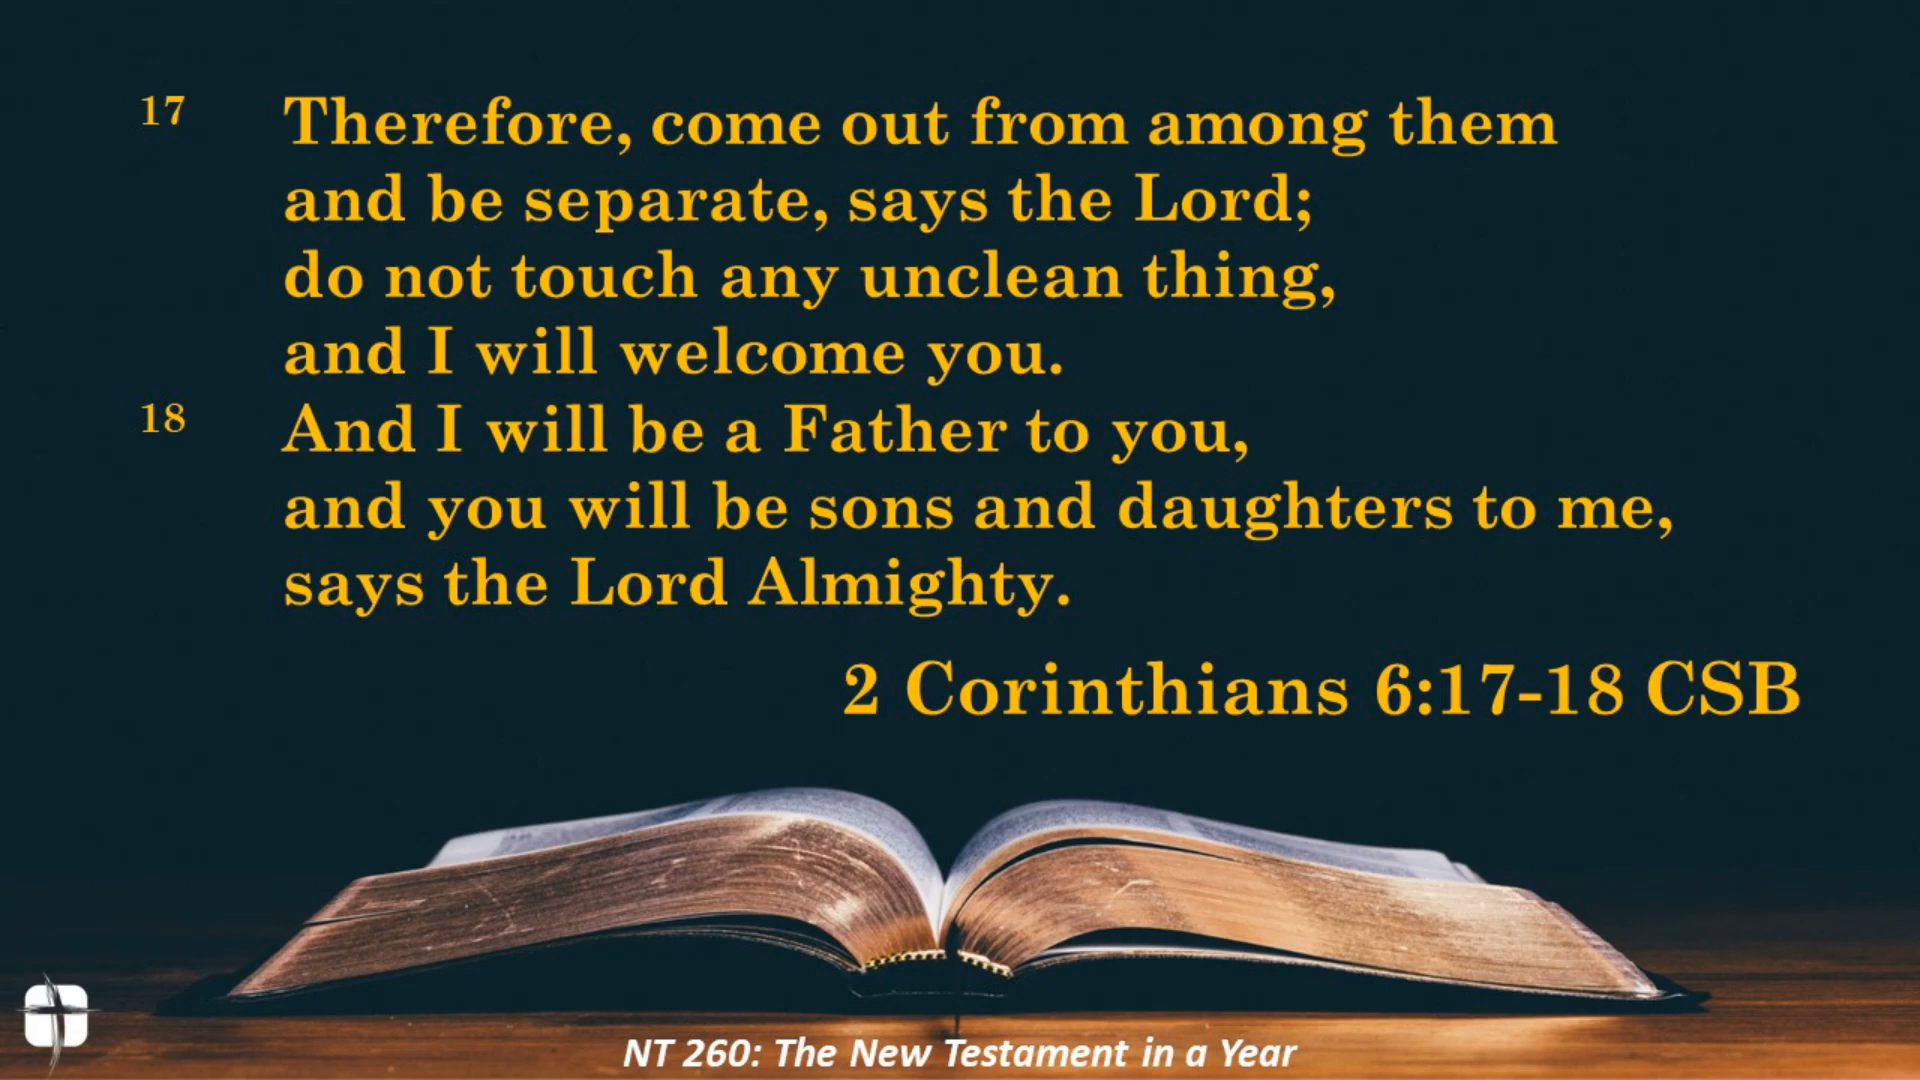 17 Therefore, come out from among them
and be separate, says the Lord;
do not touch any unclean thing,
and I will welcome you.
18 And I will be a Father to you,
and you will be sons and daughters to me,
says the Lord Almighty.
2 Corinthians 6:17-18 CSB
NT 260: The New Testament in a Year